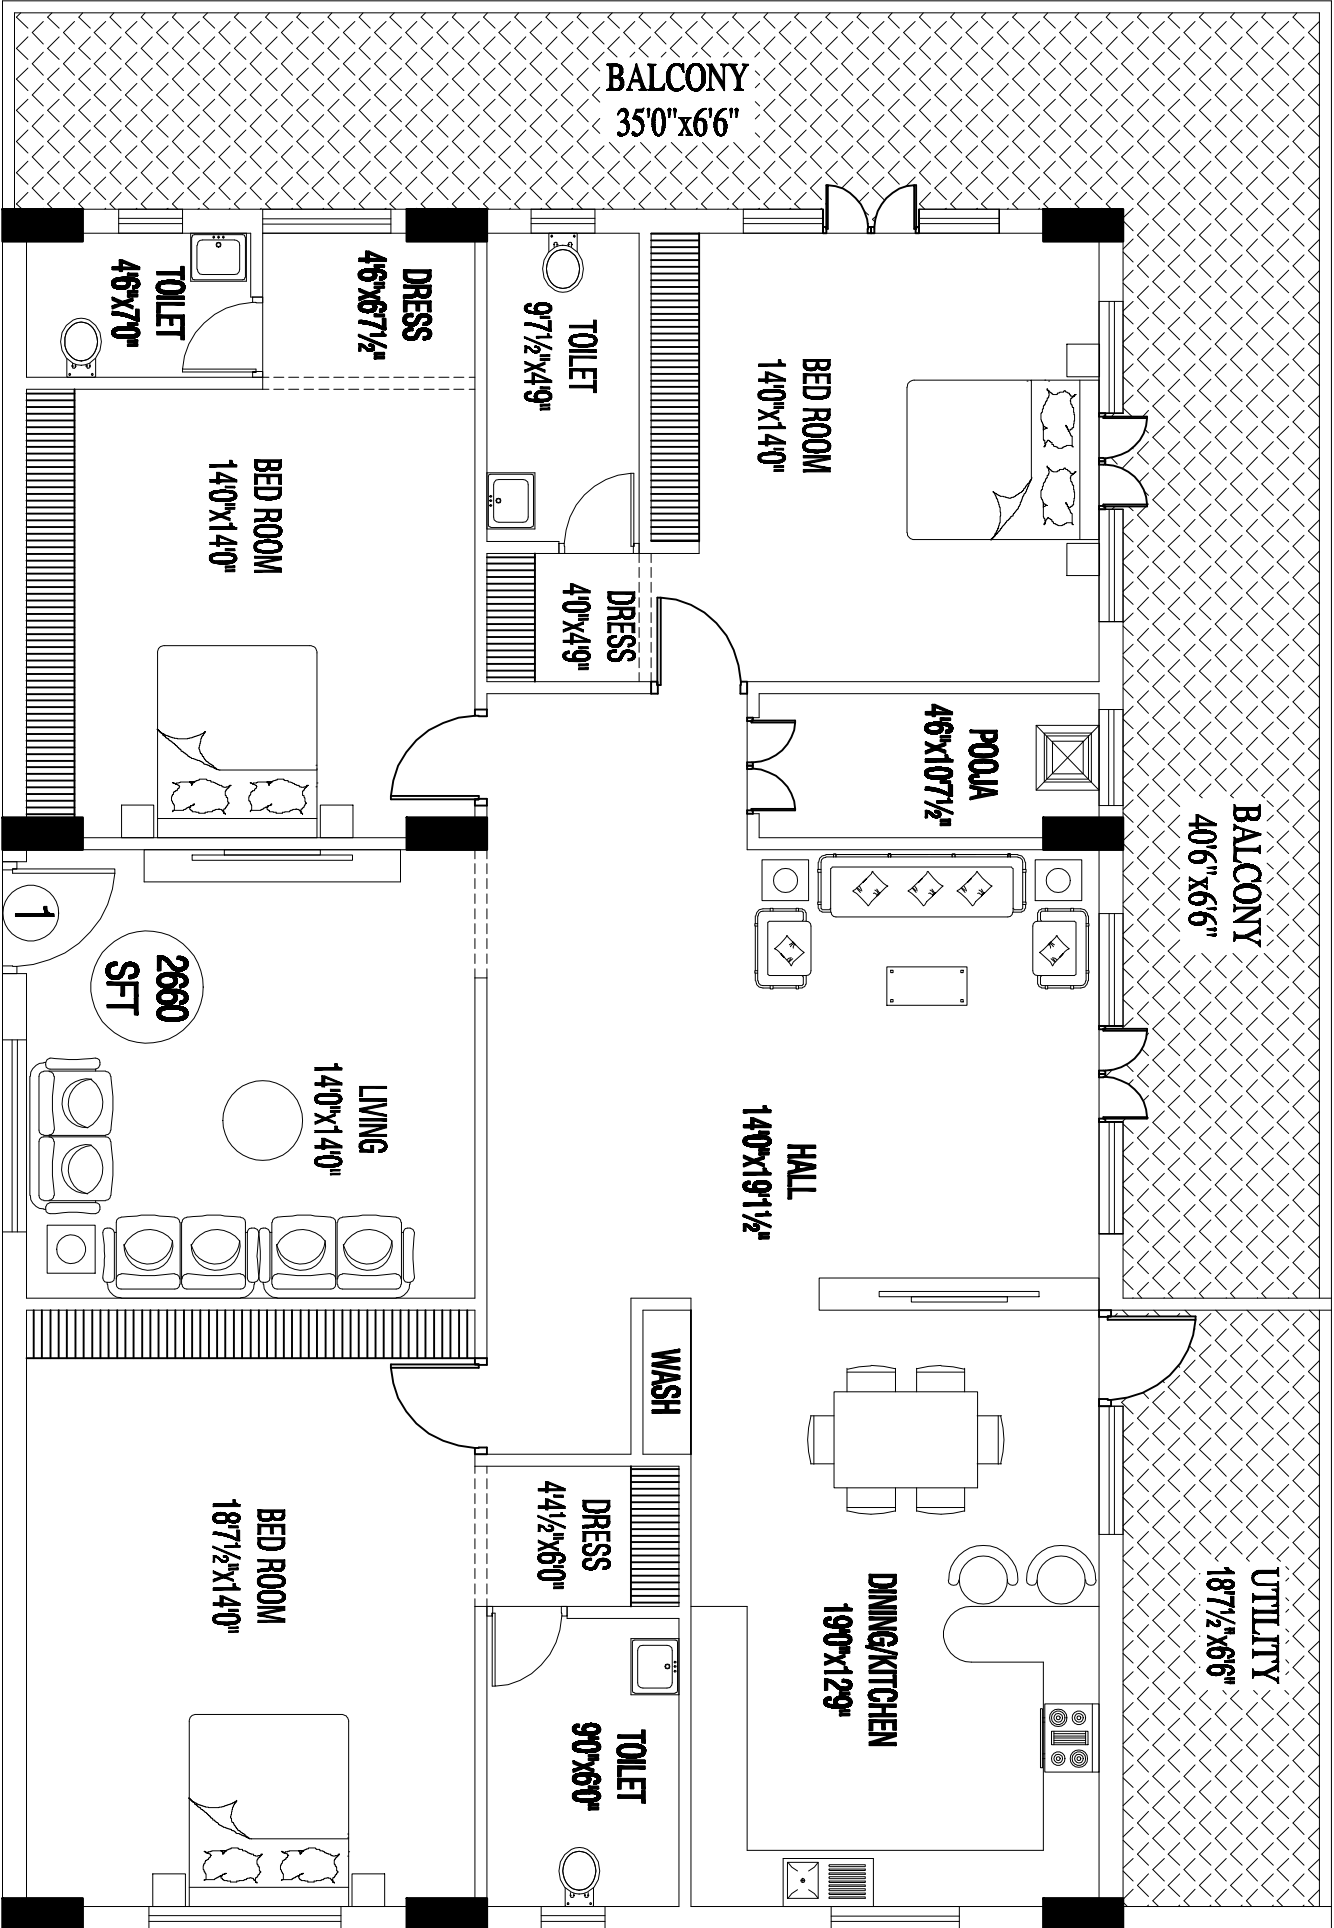 BALCONY
35'0"x6'6"
TOILET
4'6"x7'0"
DRESS
4'6"x6'7½"
TOILET
9'7½"x4'9"
BED ROOM
14'0"x14'0"
BED ROOM
14'0"x14'0"
DRESS
4'0"x4'9"
POOJA
4'6"x10'7½"
BALCONY
40'6"x6'6"
1
2660
SFT
LIVING
14'0"x14'0"
HALL
14'0"x19'1½"
WASH
BED ROOM
18'7½"x14'0"
DRESS
4'4½"x6'0"
DINING/KITCHEN
19'0"x12'9"
UTILITY
18'7½"x6'6"
TOILET
9'0"x6'0"